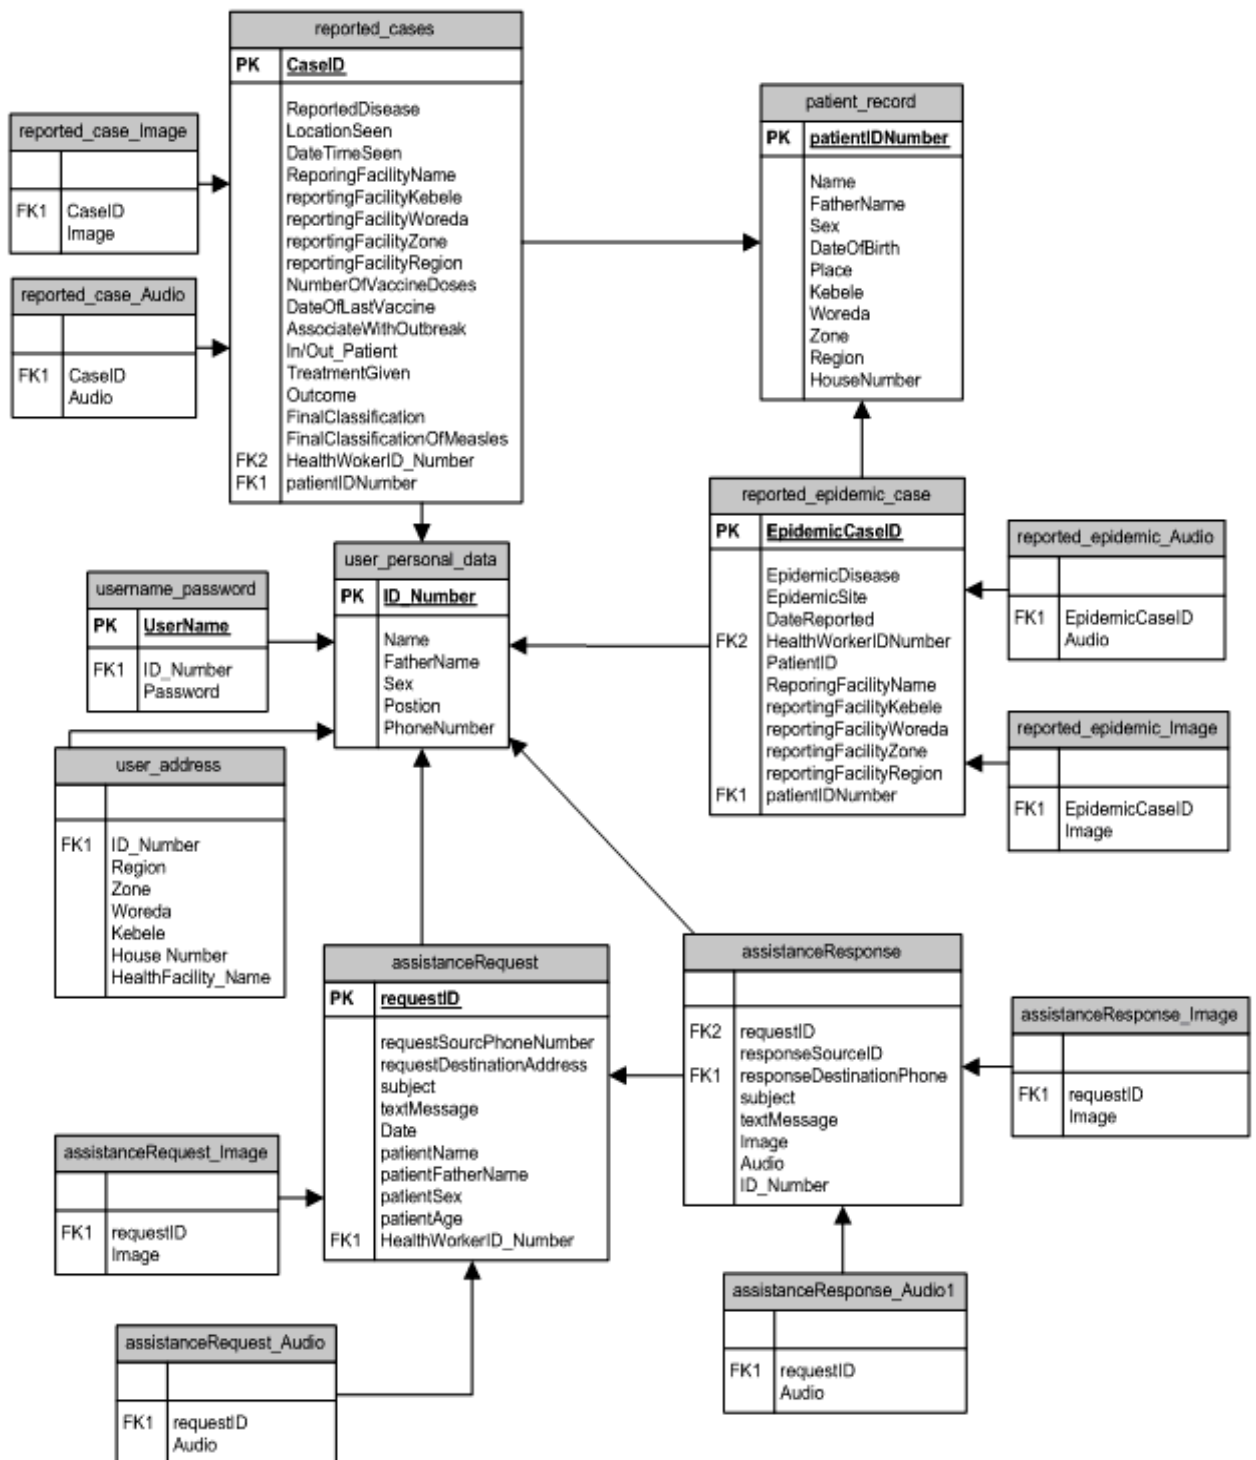 reported_cases
PK CaseID
ReportedDisease
LocationSeen
DateTimeSeen
ReporingFacilityName
reportingFacilityKebele
reportingFacilityWoreda
reportingFacilityZone
reportingFacilityRegion
NumberOfVaccineDoses
DateOfLastVaccine
AssociateWithOutbreak
In/Out_Patient
TreatmentGiven
Outcome
FinalClassification
FinalClassificationOfMeasles
FK2 HealthWokerID_Number
FK1 patientIDNumber
reported_case_Image
FK1 CaseID
Image
reported_case_Audio
FK1 CaseID
Audio
patient_record
PK patientIDNumber
Name
FatherName
Sex
DateOfBirth
Place
Kebele
Woreda
Zone
Region
HouseNumber
user_personal_data
PK ID_Number
Name
FatherName
Sex
Postion
PhoneNumber
username_password
PK UserName
FK1 ID_Number
Password
user_address
FK1 ID_Number
Region
Zone
Woreda
Kebele
House Number
HealthFacility_Name
reported_epidemic_case
PK EpidemicCaseID
EpidemicDisease
EpidemicSite
DateReported
FK2 HealthWorkerIDNumber
PatientID
ReporingFacilityName
reportingFacilityKebele
reportingFacilityWoreda
reportingFacilityZone
reportingFacilityRegion
FK1 patientIDNumber
reported_epidemic_Audio
FK1 EpidemicCaseID
Audio
reported_epidemic_Image
FK1 EpidemicCaseID
Image
assistanceRequest
PK requestID
requestSourcPhoneNumber
requestDestinationAddress
subject
textMessage
Date
patientName
patientFatherName
patientSex
patientAge
FK1 HealthWorkerID_Number
assistanceResponse
FK2 requestID
responseSourceID
FK1 responseDestinationPhone
subject
textMessage
Image
Audio
ID_Number
assistanceResponse_Image
FK1 requestID
Image
assistanceRequest_Image
FK1 requestID
Image
assistanceResponse_Audio1
FK1 requestID
Audio
assistanceRequest_Audio
FK1 requestID
Audio